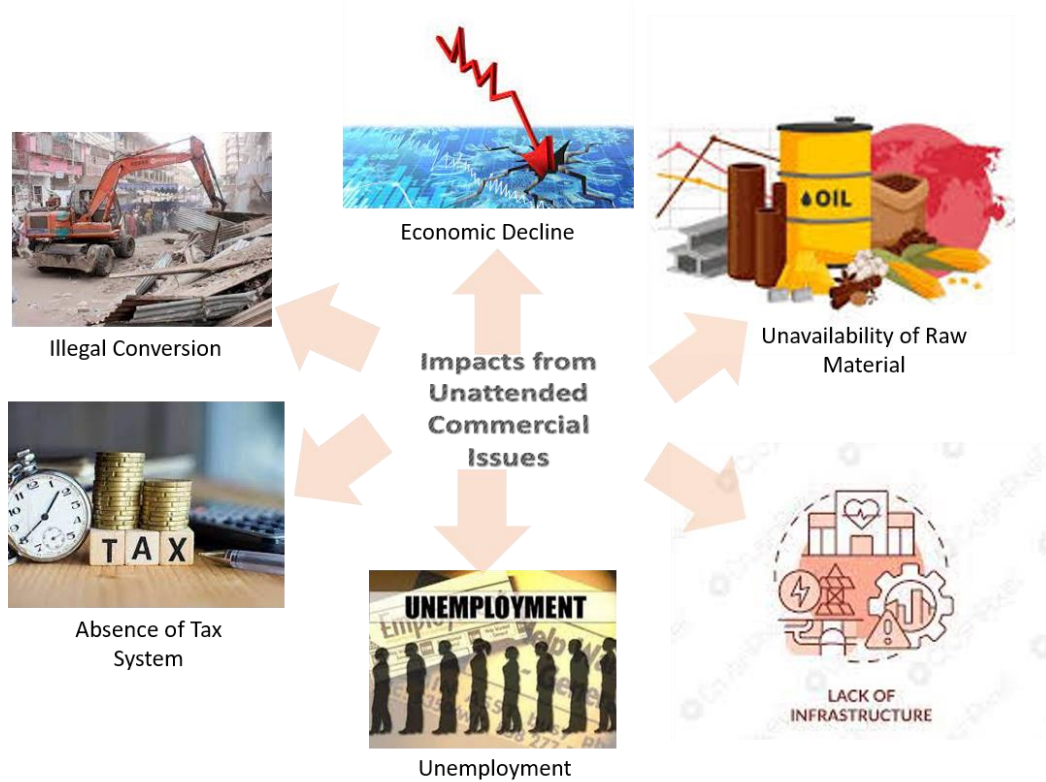 Economic Decline
OIL
Illegal Conversion
Unavailability of Raw
Material
Impacts from
Unattended
Commercial
Issues
TAX
Absence of Tax
System
UNEMPLOYMENT
LACK OF
INFRASTRUCTURE
Unemployment